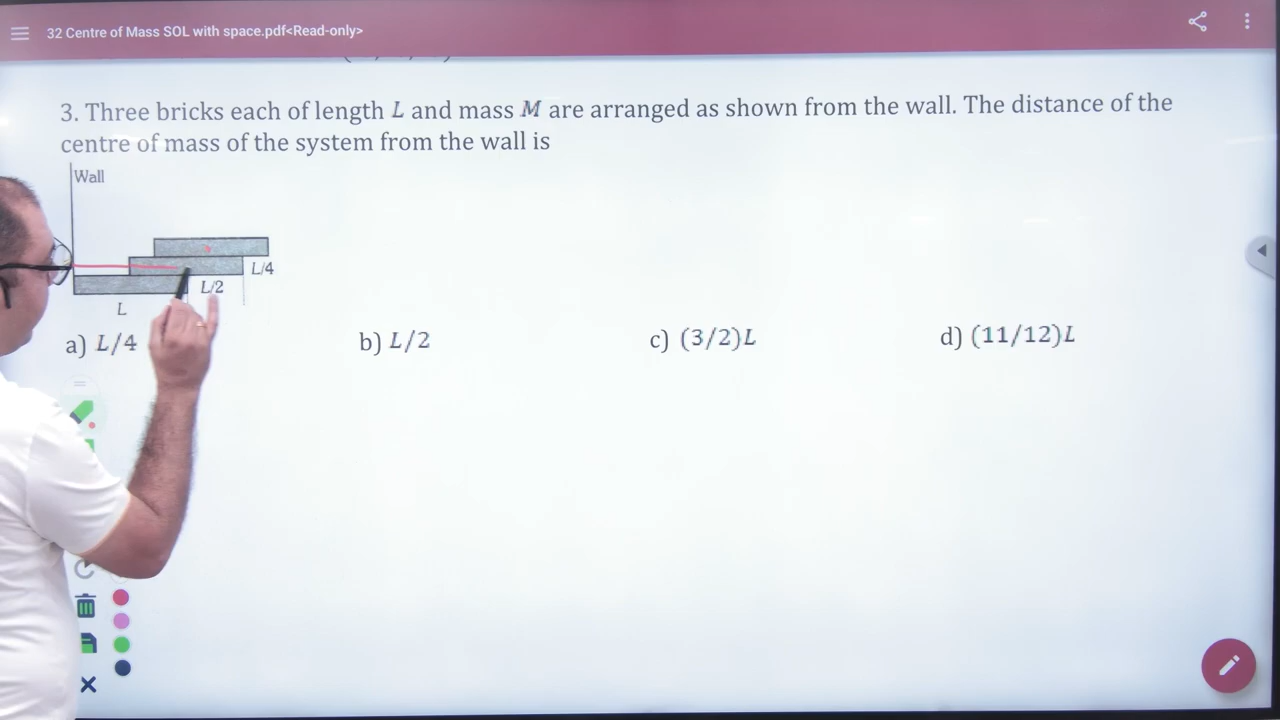 32 Centre of Mass SOL with space.pdf<Read-only>
3. Three bricks each of length L and mass M are arranged as shown from the wall. The distance of the
centre of mass of the system from the wall is
Wall
L/4
L/2
L
a) L/4
b) L/2
c) (3/2)L
d) (11/12)L